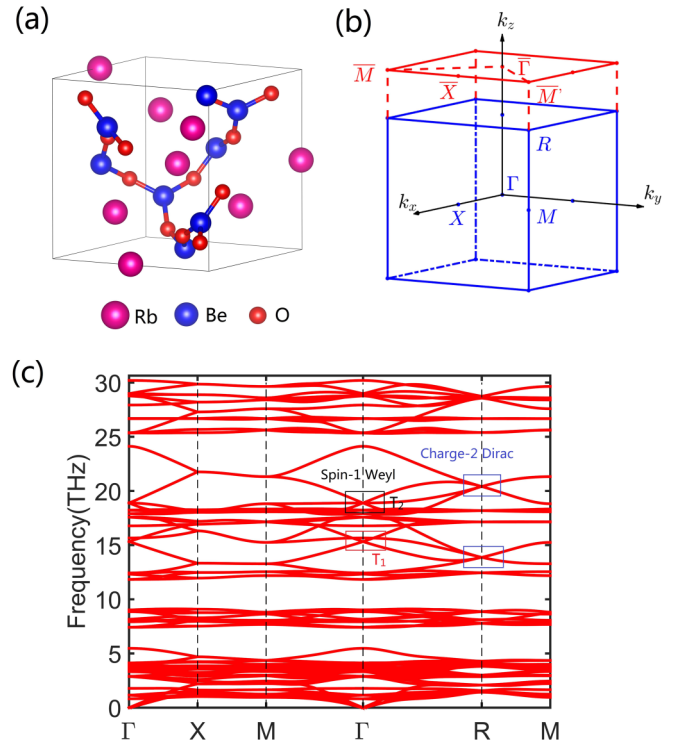 (a)
Rb Be O
(b)
k_z
M̅ Γ̅
X̅ M̅'
R
Γ
k_x k_y
X M
(c)
Frequency(THz)
30
25
20
15
10
5
0
Charge-2 Dirac
Spin-1 Weyl
T₂
T₁
Γ X M Γ R M